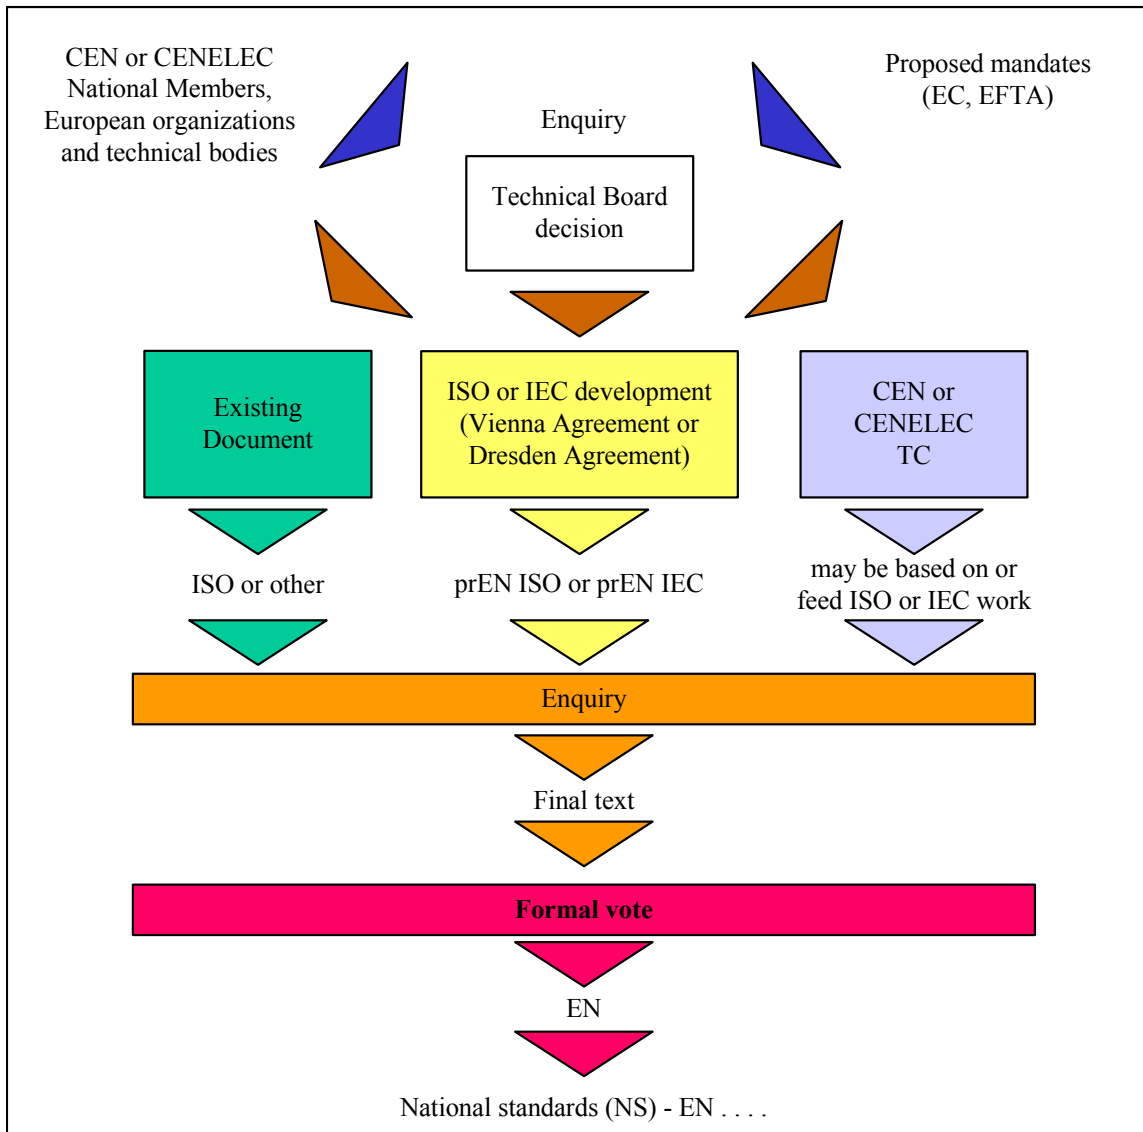 CEN or CENELEC
National Members,
European organizations
and technical bodies
Proposed mandates
(EC, EFTA)
Enquiry
Technical Board
decision
Existing
Document
ISO or IEC development
(Vienna Agreement or
Dresden Agreement)
CEN or
CENELEC
TC
ISO or other
prEN ISO or prEN IEC
may be based on or
feed ISO or IEC work
Enquiry
Final text
Formal vote
EN
National standards (NS) - EN . . . .